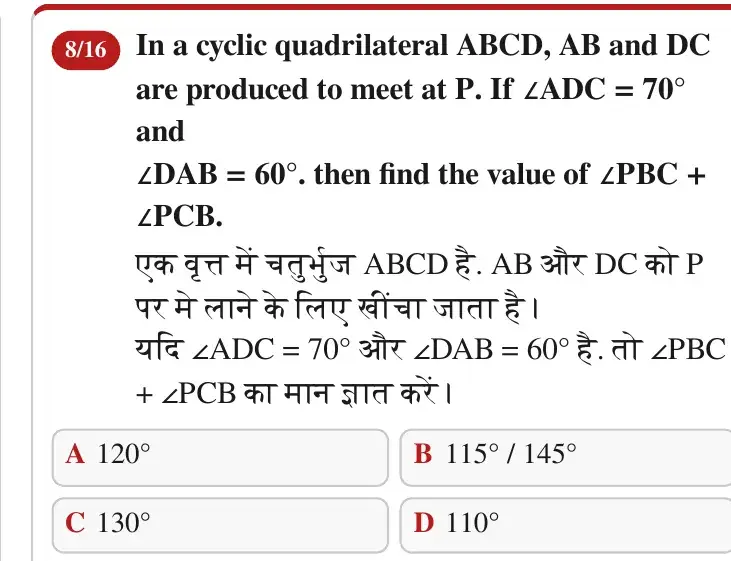 8/16 In a cyclic quadrilateral ABCD, AB and DC
are produced to meet at P. If ∠ADC = 70°
and
∠DAB = 60°. then find the value of ∠PBC +
∠PCB.
एक वृत्त में चतुर्भुज ABCD है. AB और DC को P
पर मे लाने के लिए खींचा जाता है।
यदि ∠ADC = 70° और ∠DAB = 60° है. तो ∠PBC
+ ∠PCB का मान ज्ञात करें।
A 120°
B 115° / 145°
C 130°
D 110°